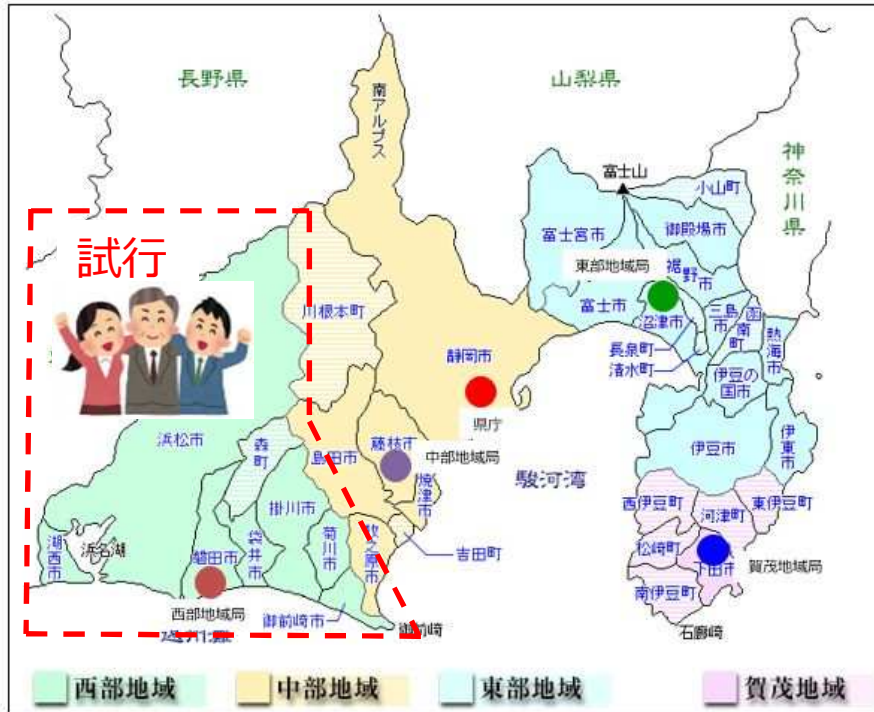 長野県
山梨県
神奈川県
南アルプス
富士山
小山町
御殿場市
富士宮市
裾野市
東部地域局
試行
川根本町
富士市
沼津市
三島市
函南町
熱海市
長泉町
清水町
伊豆の国市
静岡市
県庁
浜松市
森町
島田市
藤枝市
中部地域局
焼津市
伊豆市
伊東市
駿河湾
掛川市
西伊豆町
東伊豆町
河津町
湖西市
浜名湖
磐田市
袋井市
菊川市
牧之原市
吉田町
松崎町
下田市
賀茂地域局
西部地域局
御前崎市
御前崎
南伊豆町
石廊崎
西部地域
中部地域
東部地域
賀茂地域